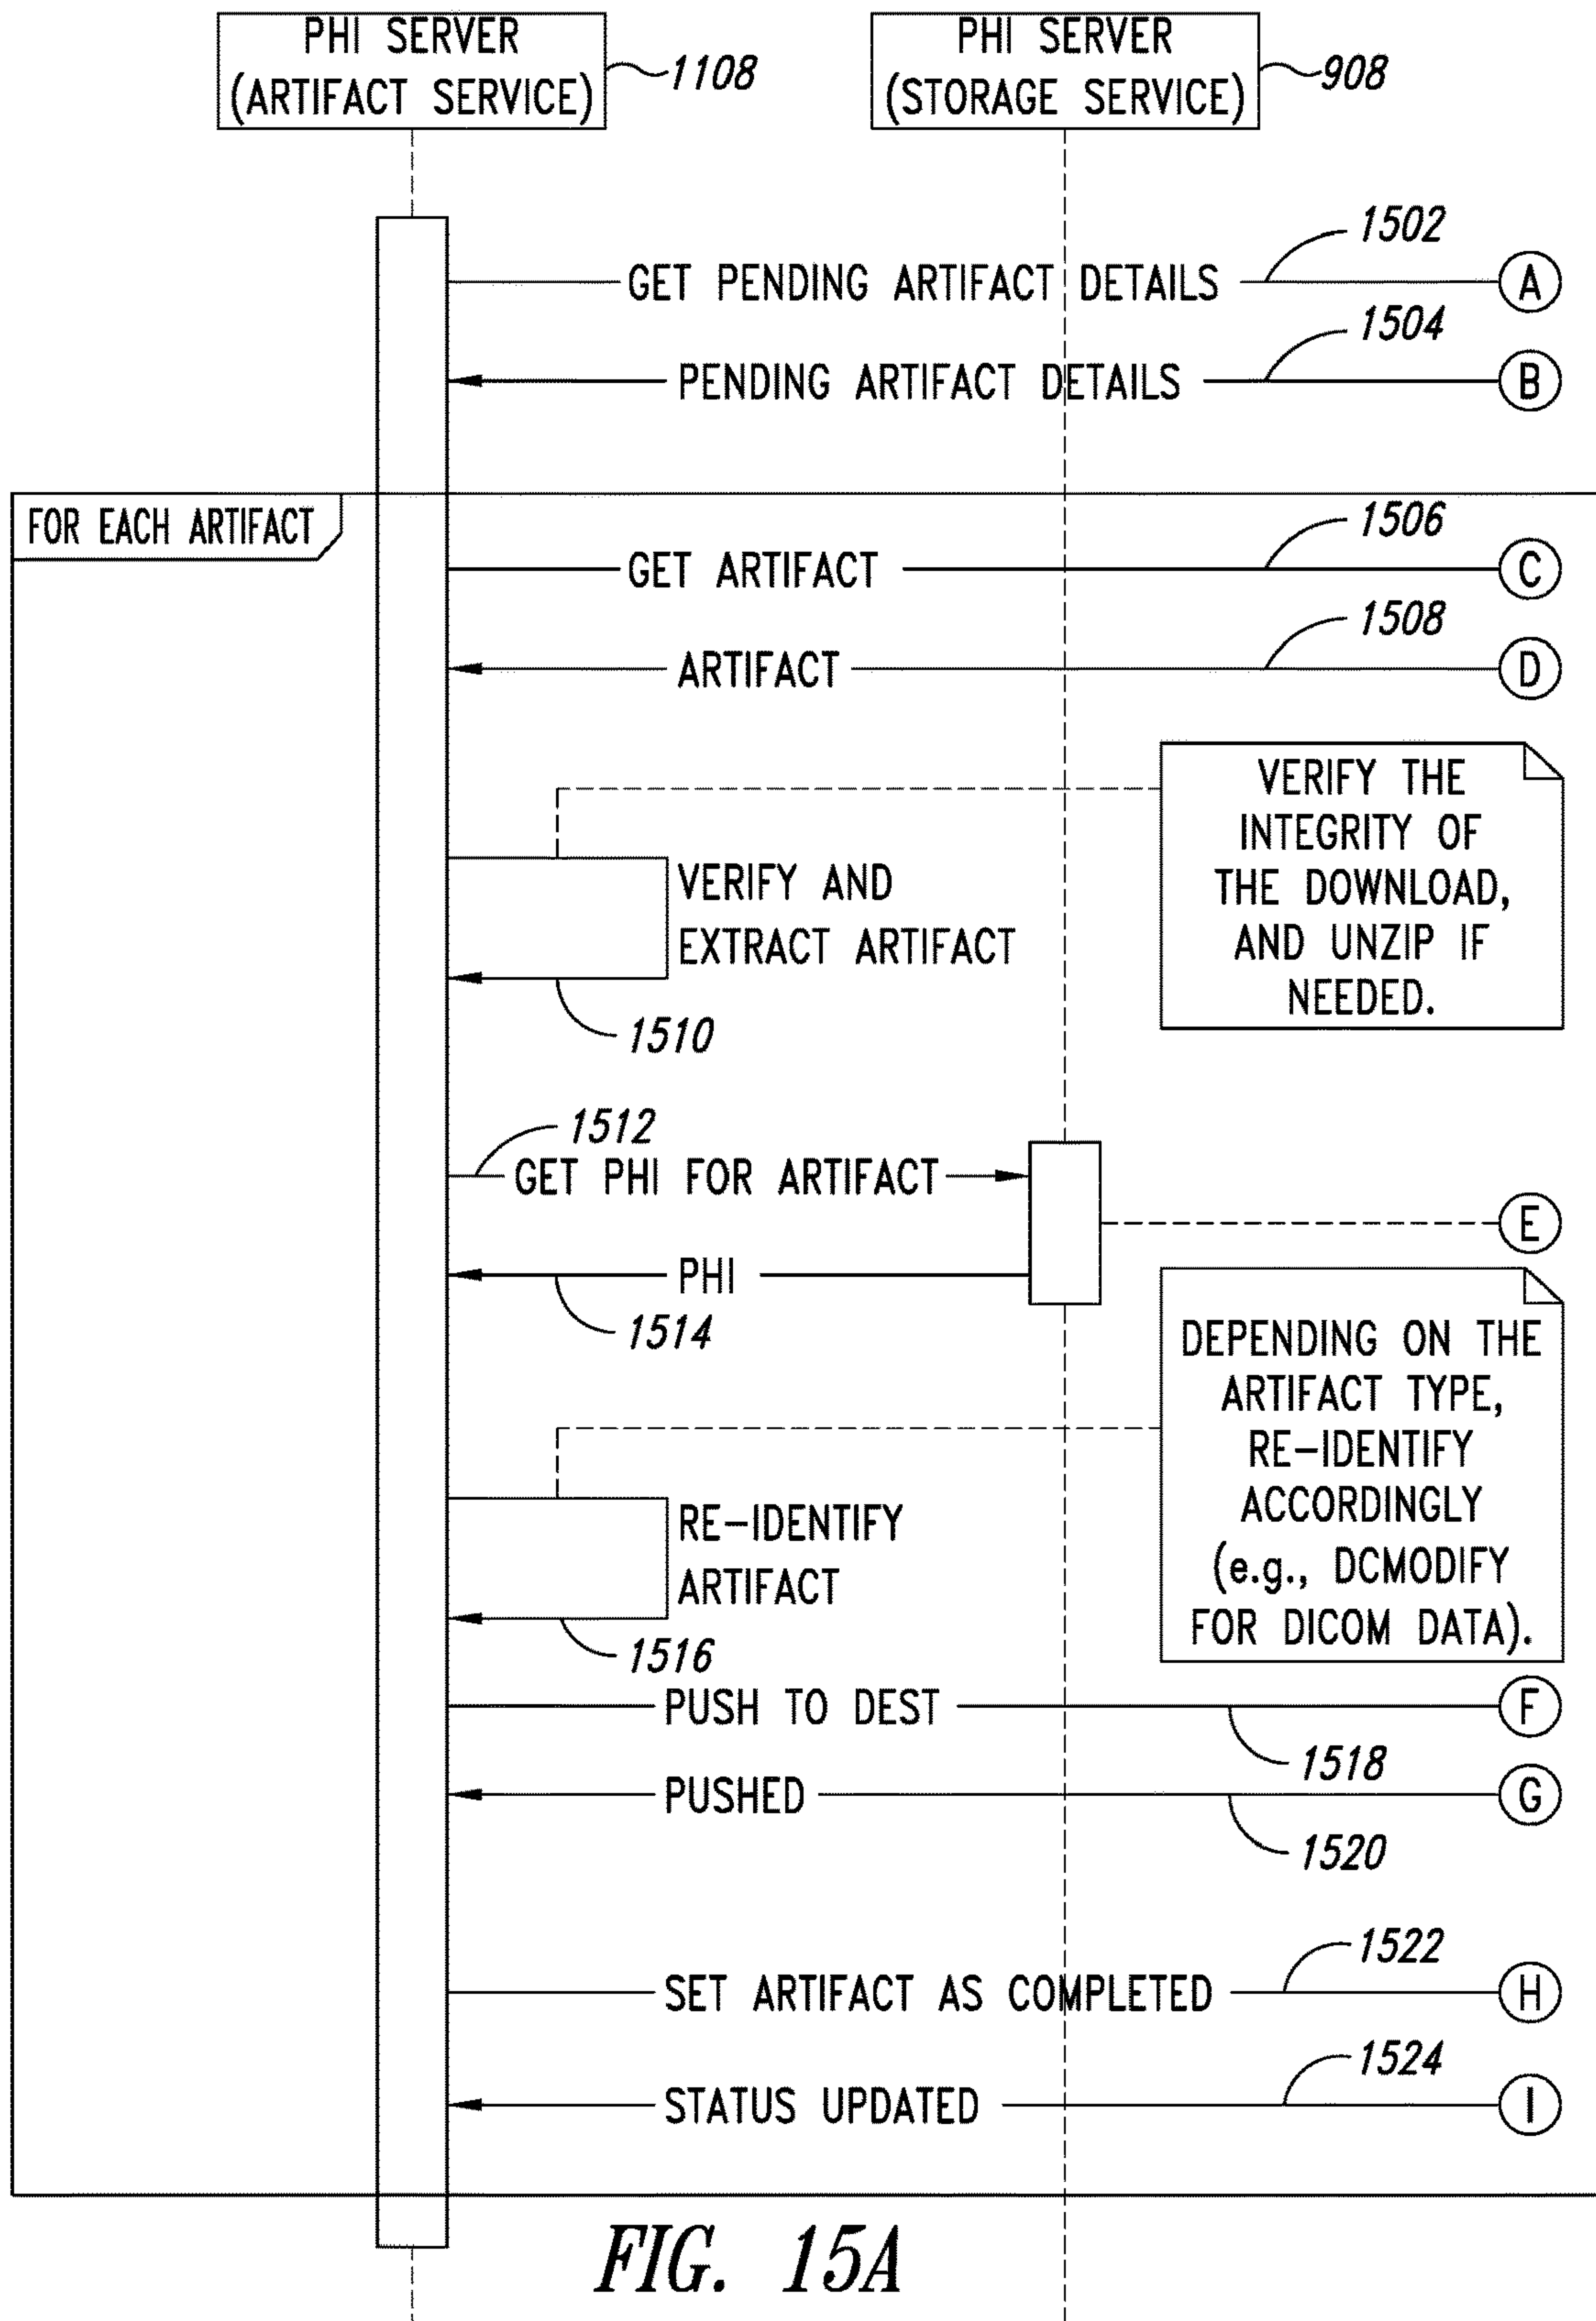 PHI SERVER
(ARTIFACT SERVICE)
1108
PHI SERVER
(STORAGE SERVICE)
908
1502
GET PENDING ARTIFACT DETAILS
A
1504
PENDING ARTIFACT DETAILS
B
FOR EACH ARTIFACT
1506
GET ARTIFACT
C
1508
ARTIFACT
D
VERIFY THE
INTEGRITY OF
THE DOWNLOAD,
AND UNZIP IF
NEEDED.
VERIFY AND
EXTRACT ARTIFACT
1510
1512
GET PHI FOR ARTIFACT
E
PHI
1514
DEPENDING ON THE
ARTIFACT TYPE,
RE-IDENTIFY
ACCORDINGLY
(e.g., DCMODIFY
FOR DICOM DATA).
RE-IDENTIFY
ARTIFACT
1516
PUSH TO DEST
F
1518
PUSHED
G
1520
1522
SET ARTIFACT AS COMPLETED
H
1524
STATUS UPDATED
I
FIG. 15A